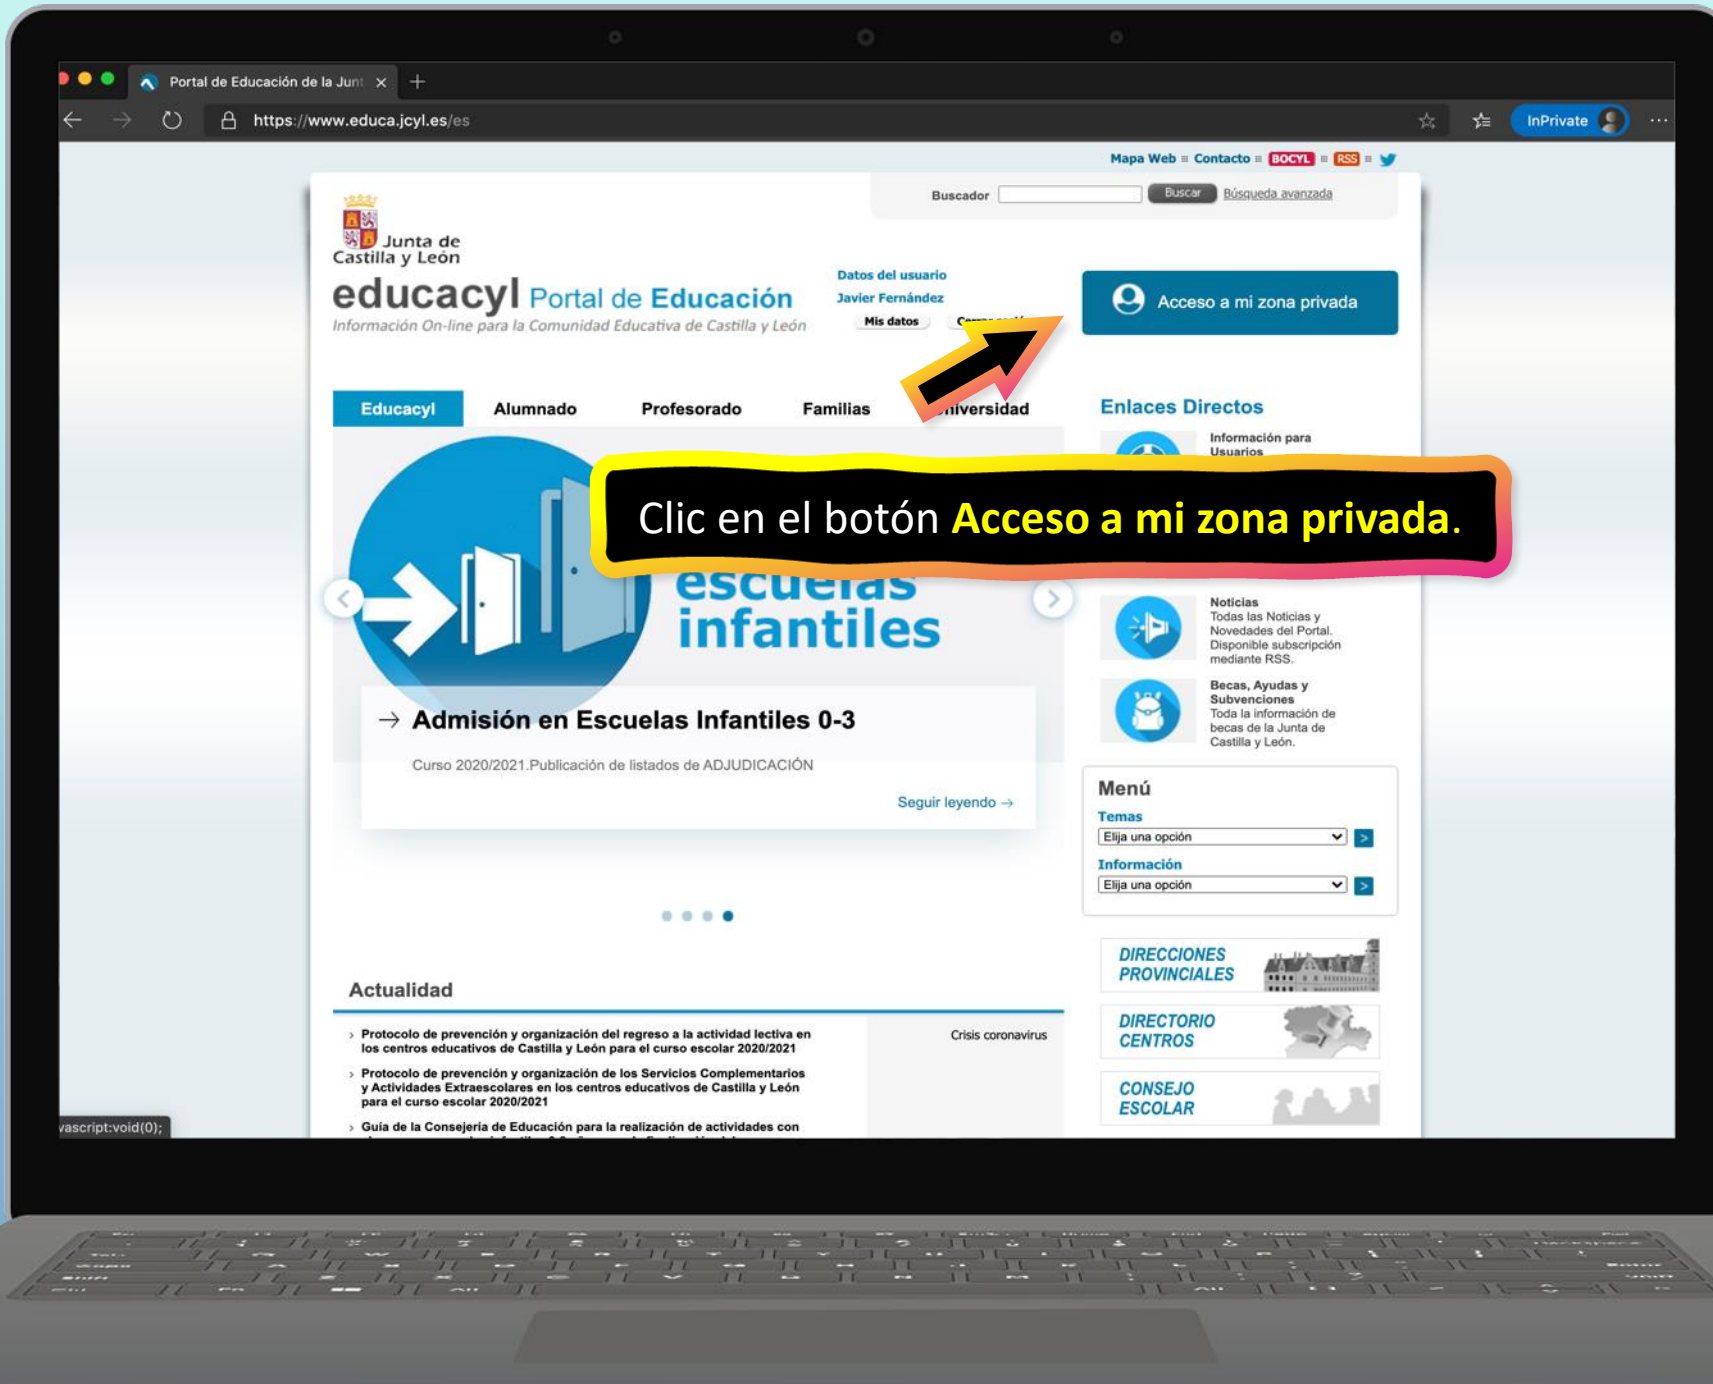 Portal de Educación de la Jun
https://www.educa.jcyl.es/es
InPrivate
Mapa Web
Contacto
BOCYL
RSS
Buscador
Buscar
Búsqueda avanzada
Junta de
Castilla y León
educacyl Portal de Educación
Información On-line para la Comunidad Educativa de Castilla y León
Datos del usuario
Javier Fernández
Mis datos
Acceso a mi zona privada
Educacyl
Alumnado
Profesorado
Familias
Enlaces Directos
Información para
Usuarios
Clic en el botón Acceso a mi zona privada.
escuelas
infantiles
Admisión en Escuelas Infantiles 0-3
Curso 2020/2021.Publicación de listados de ADJUDICACIÓN
Seguir leyendo →
Noticias
Todas las Noticias y
Novedades del Portal.
Disponible subscripción
mediante RSS.
Becas, Ayudas y
Subvenciones
Toda la información de
becas de la Junta de
Castilla y León.
Menú
Temas
Elija una opción
>
Información
Elija una opción
>
DIRECCIONES
PROVINCIALES
DIRECTORIO
CENTROS
CONSEJO
ESCOLAR
Actualidad
› Protocolo de prevención y organización del regreso a la actividad lectiva en
los centros educativos de Castilla y León para el curso escolar 2020/2021
› Protocolo de prevención y organización de los Servicios Complementarios
y Actividades Extraescolares en los centros educativos de Castilla y León
para el curso escolar 2020/2021
› Guía de la Consejería de Educación para la realización de actividades con
Crisis coronavirus
vascript:void(0);